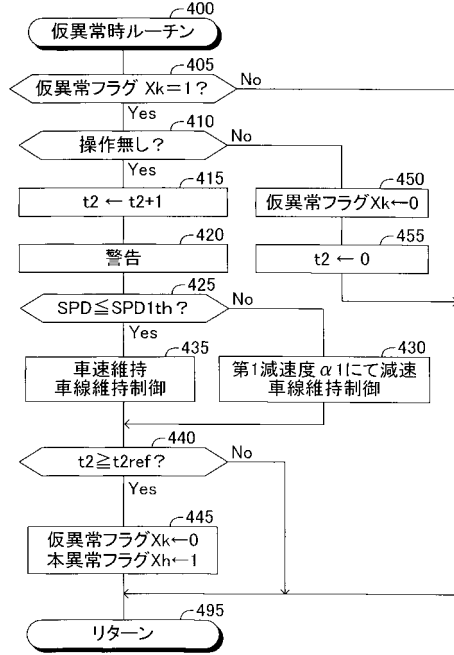 400
仮異常時ルーチン
405
仮異常フラグ Xk＝1？
No
Yes
410
操作無し？
No
Yes
415
t2 ← t2+1
450
仮異常フラグXk←0
420
警告
455
t2 ← 0
425
SPD≦SPD1th？
No
Yes
435
車速維持
車線維持制御
430
第1減速度α1にて減速
車線維持制御
440
t2≧t2ref？
No
Yes
445
仮異常フラグXk←0
本異常フラグXh←1
495
リターン